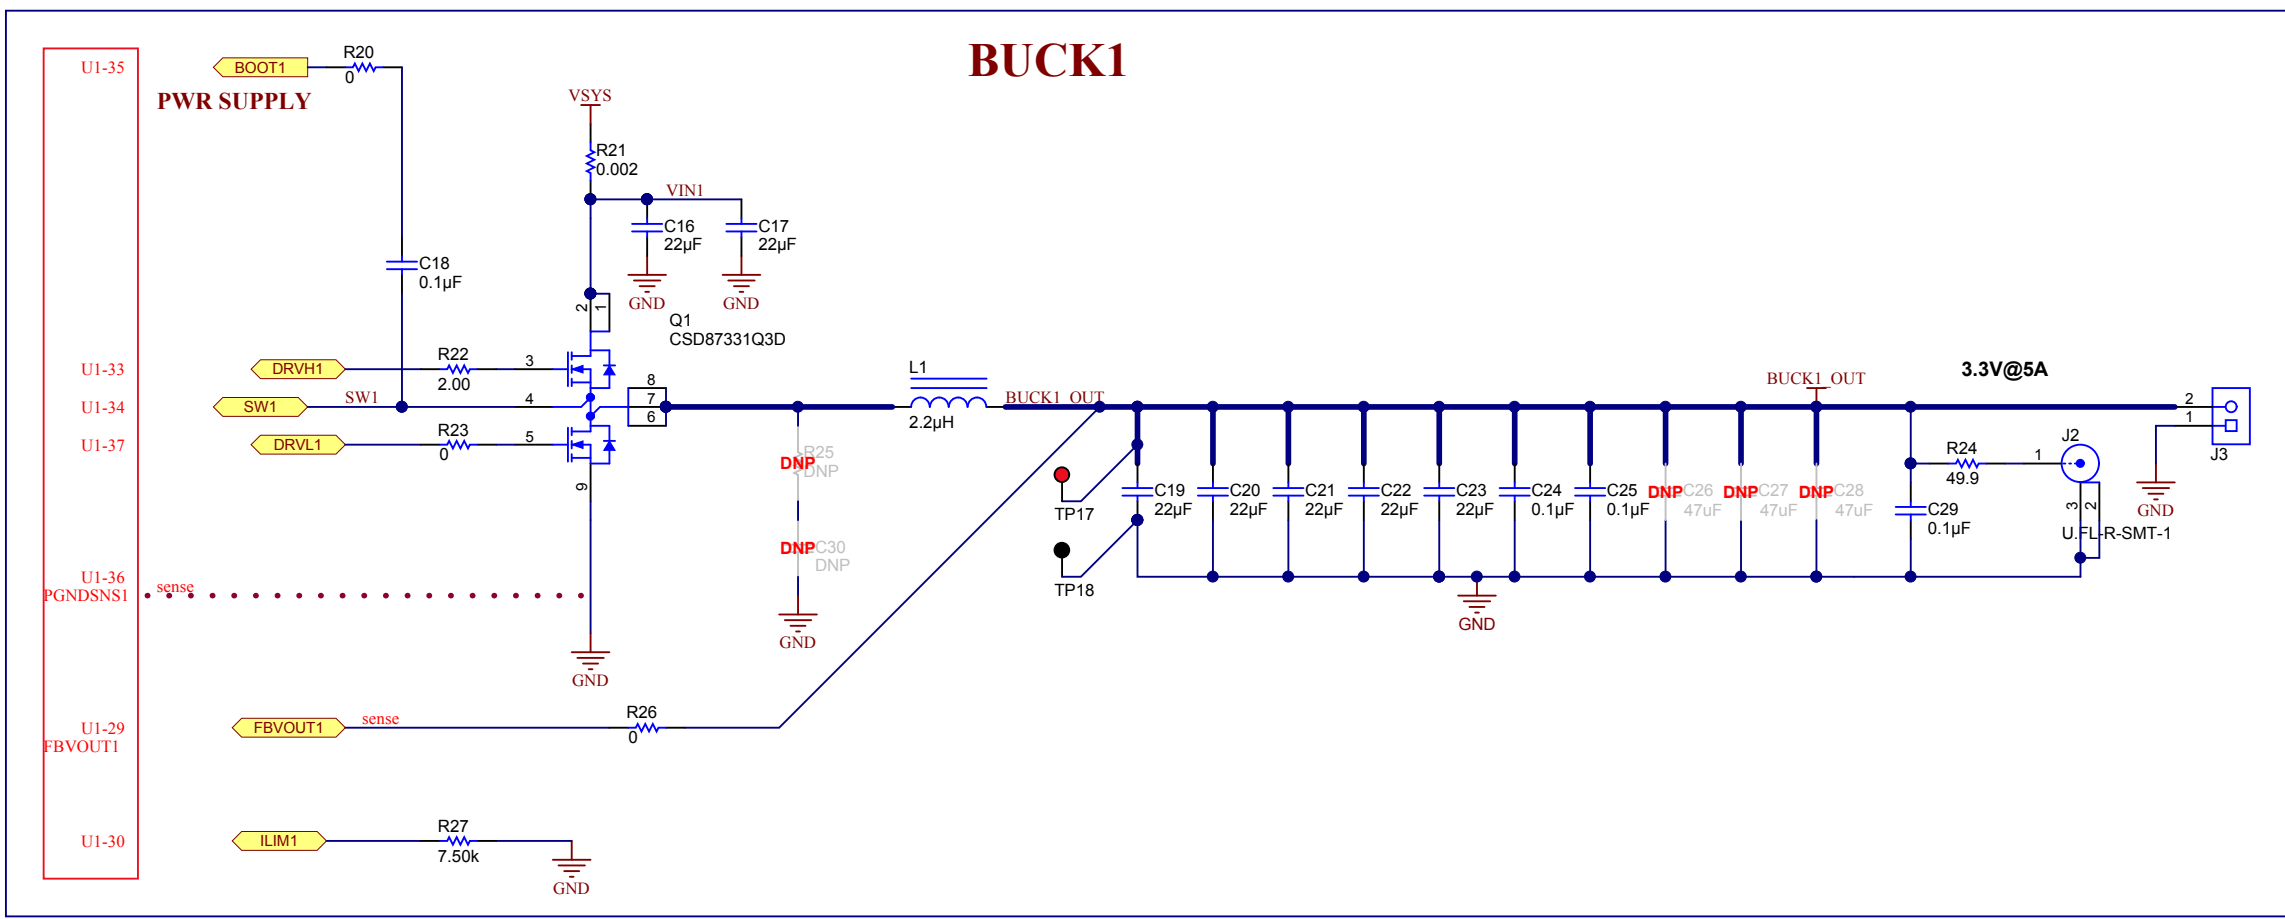 BUCK1
U1-35
BOOT1
R20
0
PWR SUPPLY
VSYS
R21
0.002
VIN1
C16
22µF
GND
C17
22µF
GND
C18
0.1µF
2
1
Q1
CSD87331Q3D
U1-33
DRVH1
R22
2.00
3
U1-34
SW1
SW1
4
U1-37
DRVL1
R23
0
5
8
7
6
9
GND
L1
2.2µH
BUCK1_OUT
DNP
R25
DNP
DNP
C30
DNP
GND
TP17
TP18
C19
22µF
C20
22µF
C21
22µF
C22
22µF
C23
22µF
C24
0.1µF
C25
0.1µF
DNP
C26
47uF
DNP
C27
47uF
DNP
C28
47uF
GND
BUCK1_OUT
3.3V@5A
C29
0.1µF
R24
49.9
1
J2
3
2
U.FL-R-SMT-1
2
1
J3
GND
U1-36
PGNDSNS1
sense
U1-29
FBVOUT1
FBVOUT1
sense
R26
0
U1-30
ILIM1
R27
7.50k
GND